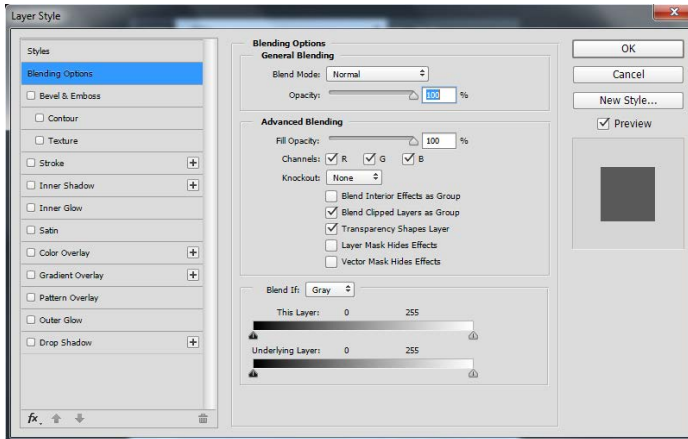 Layer Style
Styles
Blending Options
Bevel & Emboss
Contour
Texture
Stroke
Inner Shadow
Inner Glow
Satin
Color Overlay
Gradient Overlay
Pattern Overlay
Outer Glow
Drop Shadow
fx
Blending Options
General Blending
Blend Mode: Normal
Opacity: 100 %
Advanced Blending
Fill Opacity: 100 %
Channels: R G B
Knockout: None
Blend Interior Effects as Group
Blend Clipped Layers as Group
Transparency Shapes Layer
Layer Mask Hides Effects
Vector Mask Hides Effects
Blend If: Gray
This Layer: 0 255
Underlying Layer: 0 255
OK
Cancel
New Style...
Preview